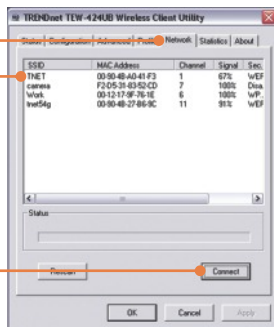 TRENDnet TEW-424UB Wireless Client Utility
Status Configuration Advanced Profile Network Statistics About
SSID MAC Address Channel Signal Sec.
TNET 00-90-4B-A0-41-F3 1 67% WEF
camera F2-D5-31-83-52-CD 7 100% Disa.
Work 00-12-17-9F-76-1E 6 100% WP..
tnet54g 00-90-4B-27-B6-9C 11 91% WEF
Status
Rescan Connect
OK Cancel Apply